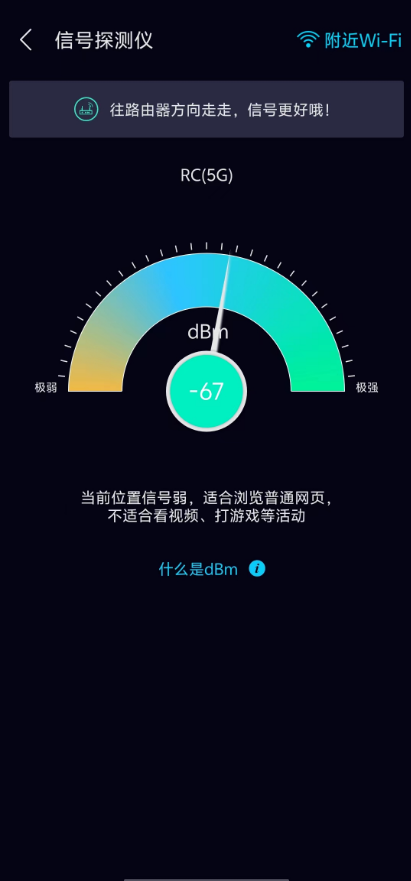 信号探测仪
附近Wi-Fi
往路由器方向走走，信号更好哦！
RC(5G)
dBm
极弱
-67
极强
当前位置信号弱，适合浏览普通网页，
不适合看视频、打游戏等活动
什么是dBm